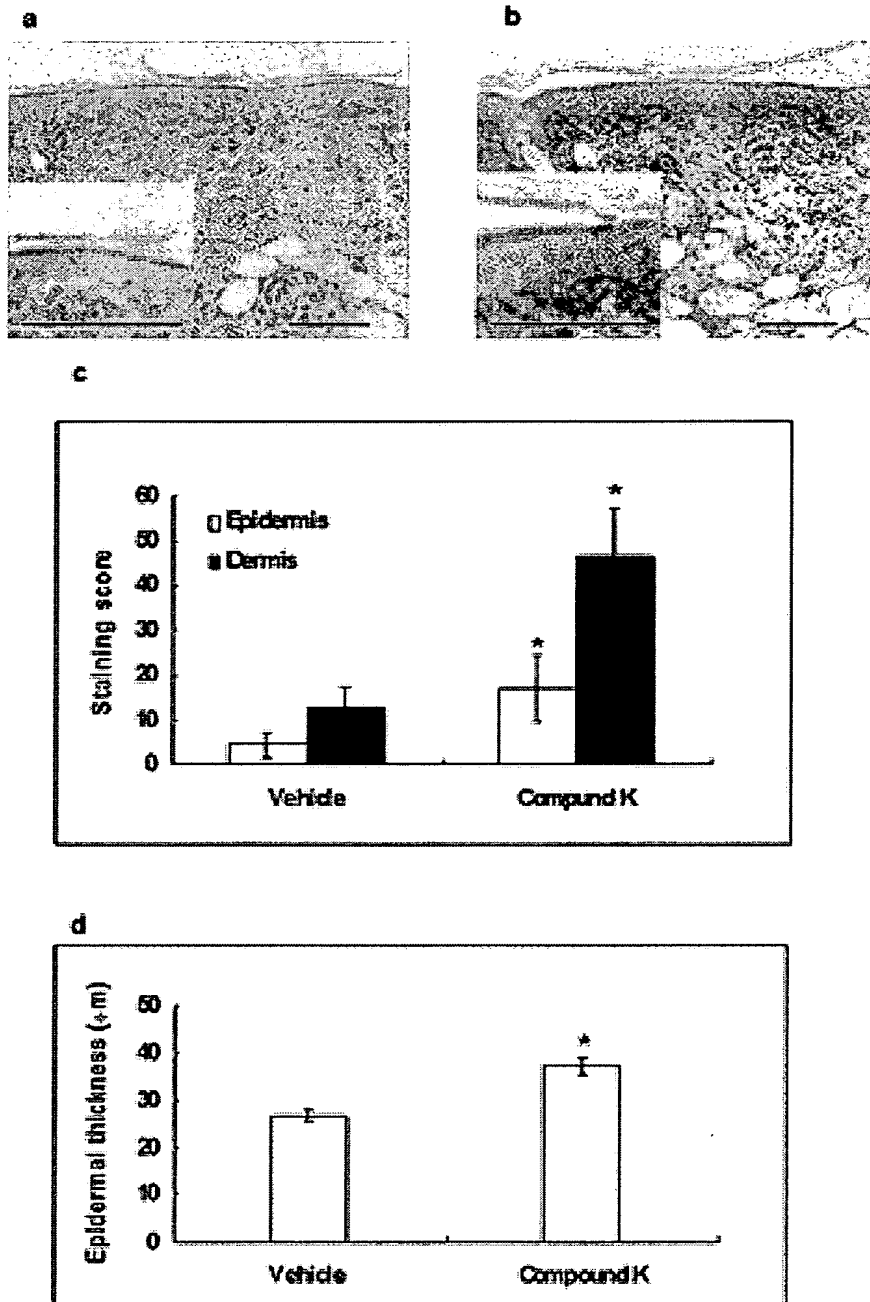 a
b
c
Staining score
60
50
40
30
20
10
0
Epidermis
Dermis
*
*
Vehicle
Compund K
d
Epidermal thickness (+m)
50
40
30
20
10
0
*
Vehicle
Compound K